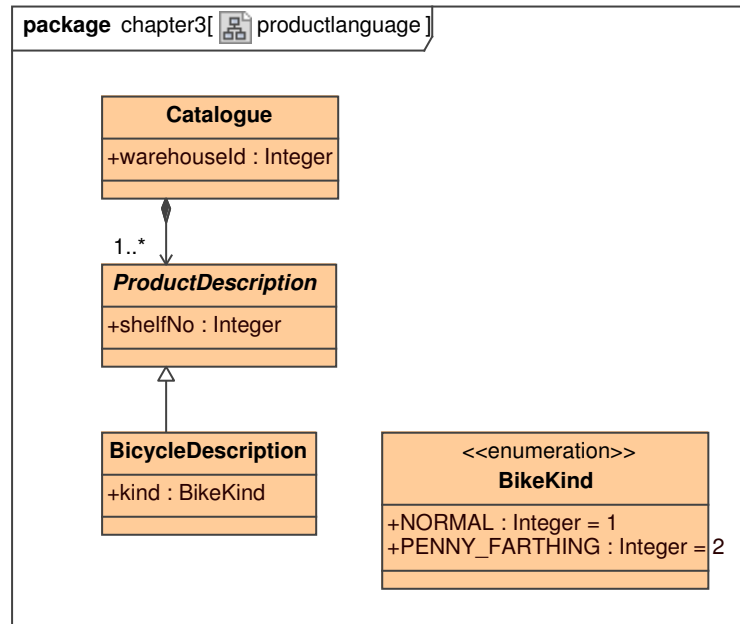 package chapter3[ productlanguage ]
Catalogue
+warehouseId : Integer
1..*
ProductDescription
+shelfNo : Integer
BicycleDescription
+kind : BikeKind
<<enumeration>>
BikeKind
+NORMAL : Integer = 1
+PENNY_FARTHING : Integer = 2